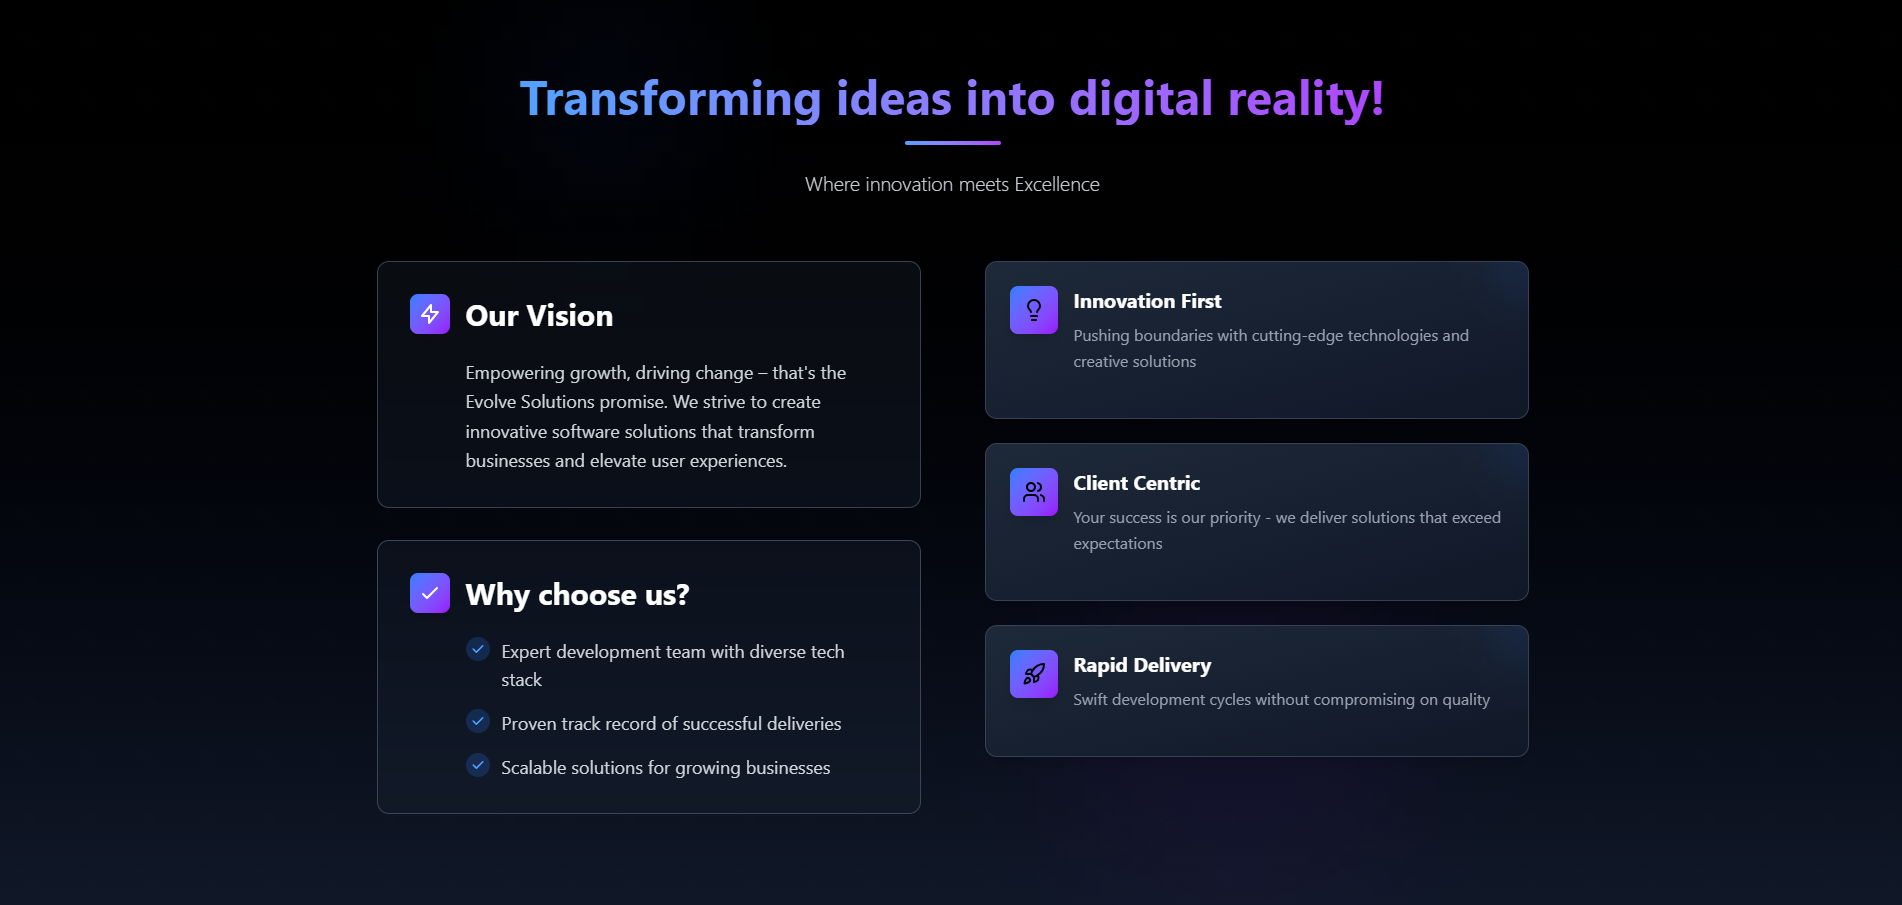 Transforming ideas into digital reality!
Where innovation meets Excellence
Our Vision
Empowering growth, driving change – that's the
Evolve Solutions promise. We strive to create
innovative software solutions that transform
businesses and elevate user experiences.
Why choose us?
Expert development team with diverse tech
stack
Proven track record of successful deliveries
Scalable solutions for growing businesses
Innovation First
Pushing boundaries with cutting-edge technologies and
creative solutions
Client Centric
Your success is our priority - we deliver solutions that exceed
expectations
Rapid Delivery
Swift development cycles without compromising on quality